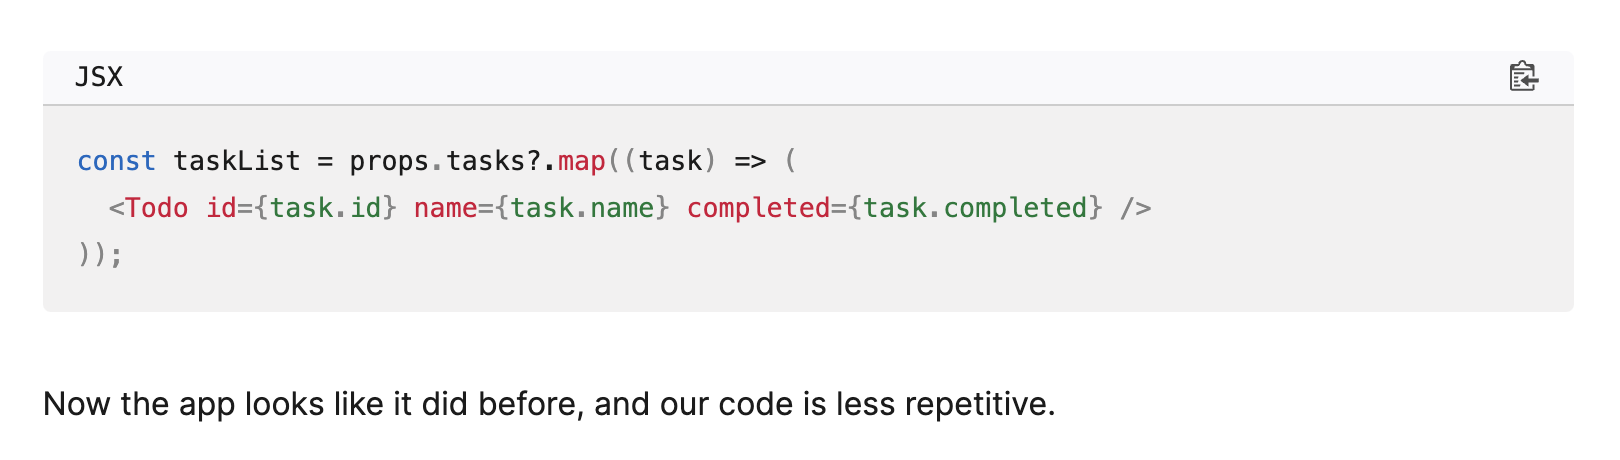 JSX
const taskList = props.tasks?.map((task) => (
  <Todo id={task.id} name={task.name} completed={task.completed} />
));
Now the app looks like it did before, and our code is less repetitive.